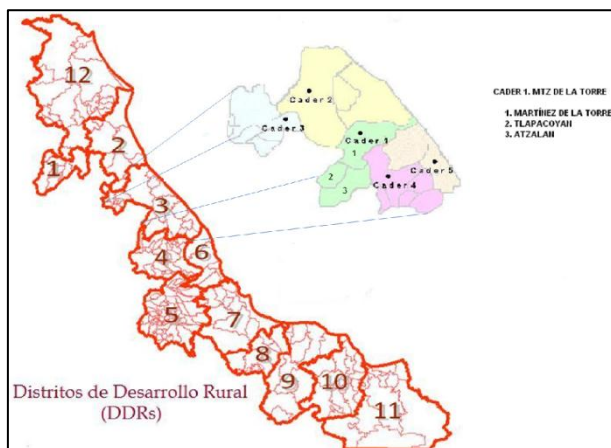 12
2
1
3
4
6
5
7
8
9
10
11
Distritos de Desarrollo Rural
(DDRs)
Cader 2
Cader 3
Cader 1
1
Cader 5
2
Cader 4
3
CADER 1. MTZ DE LA TORRE
1. MARTÍNEZ DE LA TORRE
2. TLAPACOYAN
3. ATZALAN